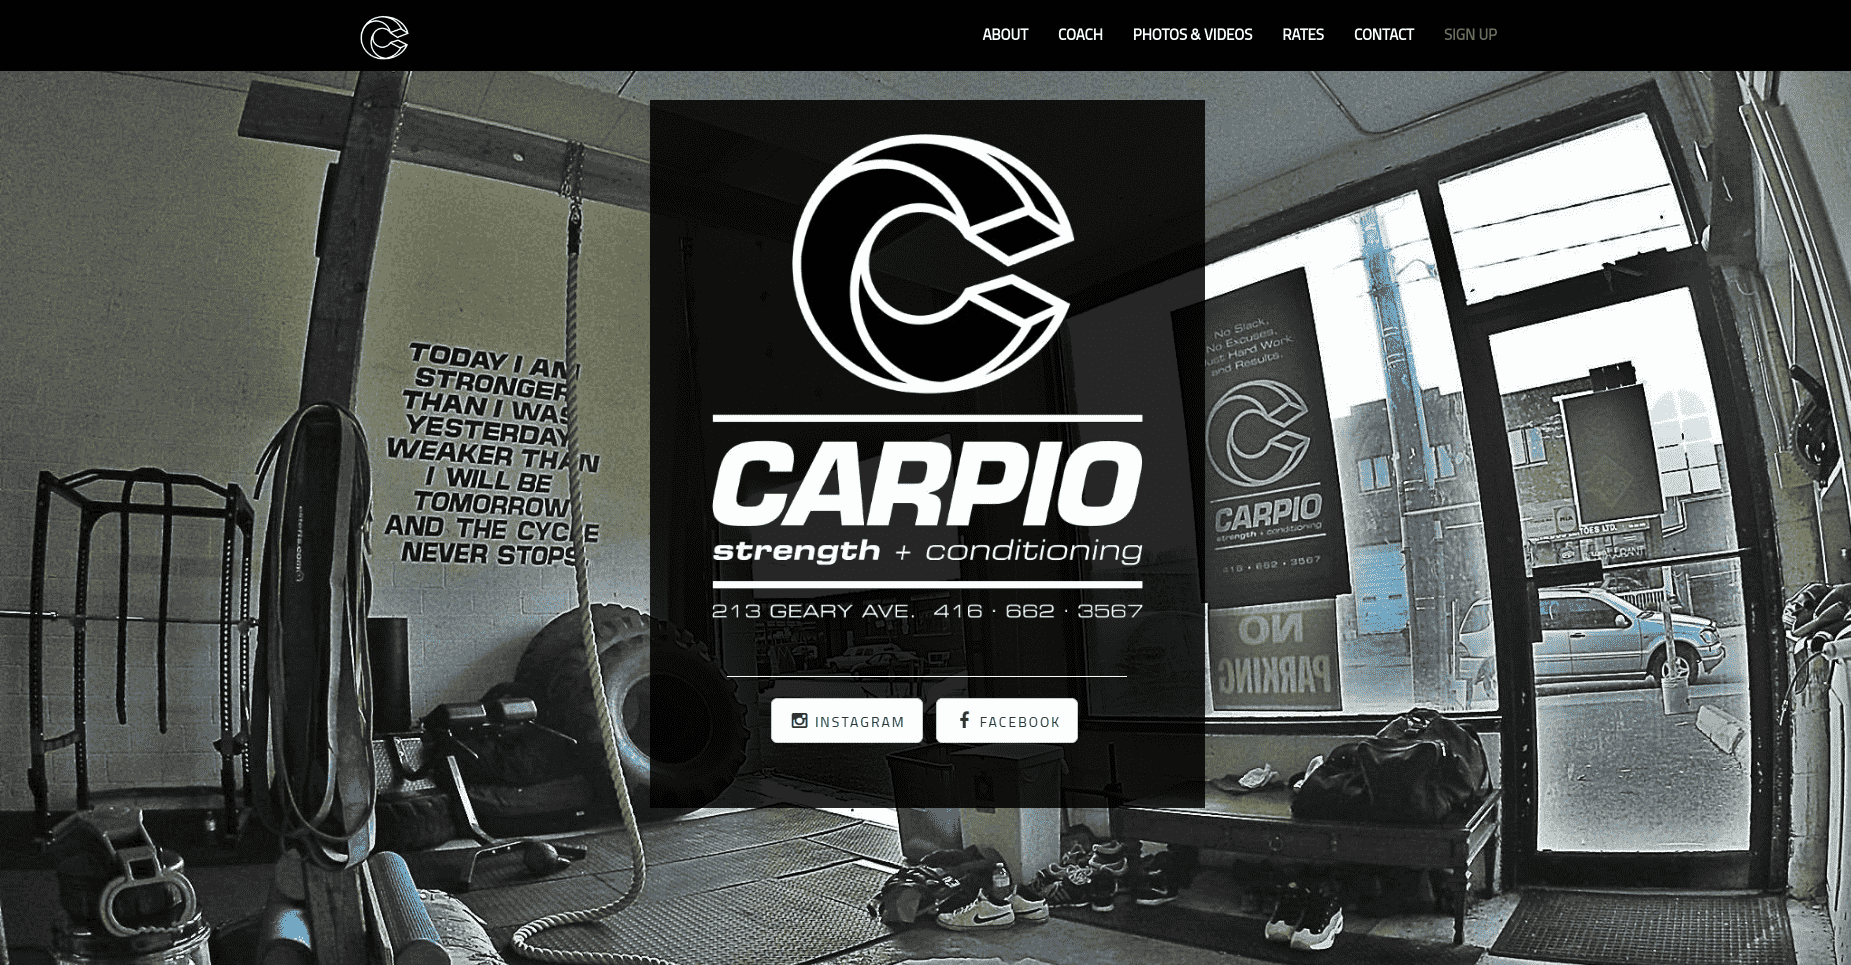 ABOUT
COACH
PHOTOS & VIDEOS
RATES
CONTACT
SIGN UP
TODAY I AM
STRONGER
THAN I WAS
YESTERDAY
WEAKER THAN
I WILL BE
TOMORROW
AND THE CYCLE
NEVER STOPS
CARPIO
strength + conditioning
213 GEARY AVE. 416 · 662 · 3567
INSTAGRAM
FACEBOOK
No Slack,
No Excuses,
Just Hard Work
and Results.
CARPIO
strength + conditioning
416 • 662 • 3567
NO
PARKING